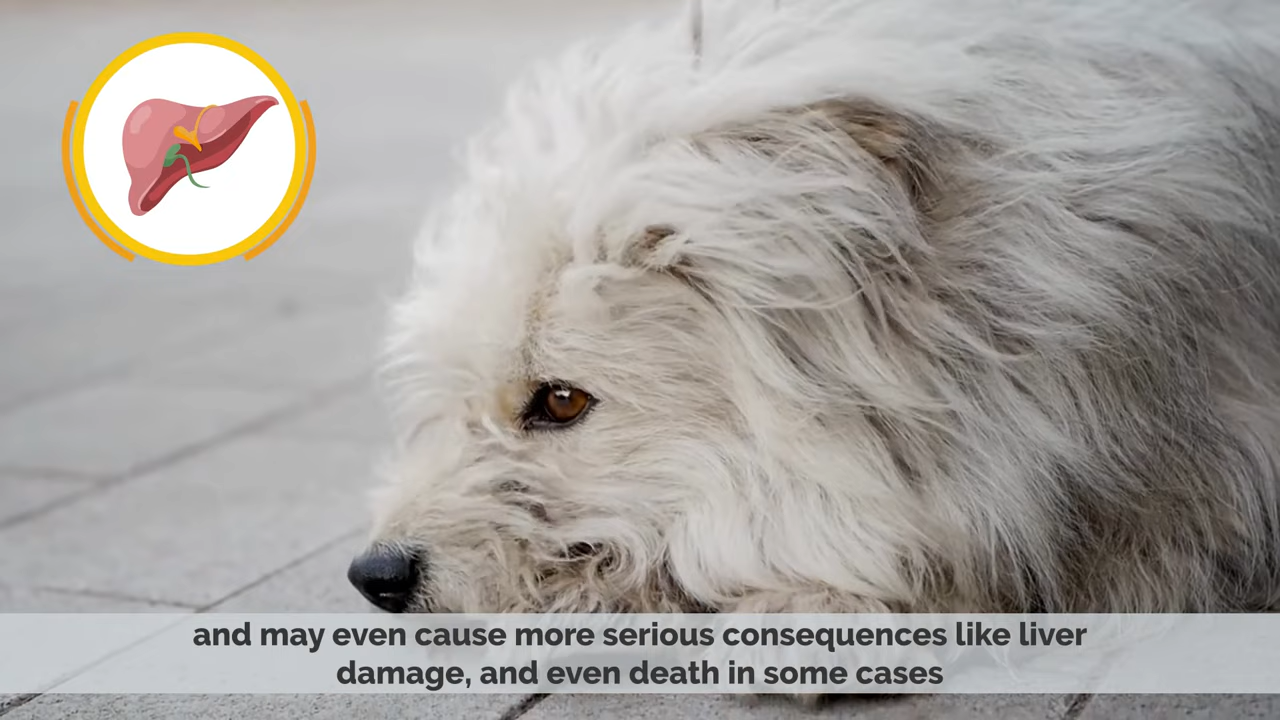 and may even cause more serious consequences like liver
damage, and even death in some cases